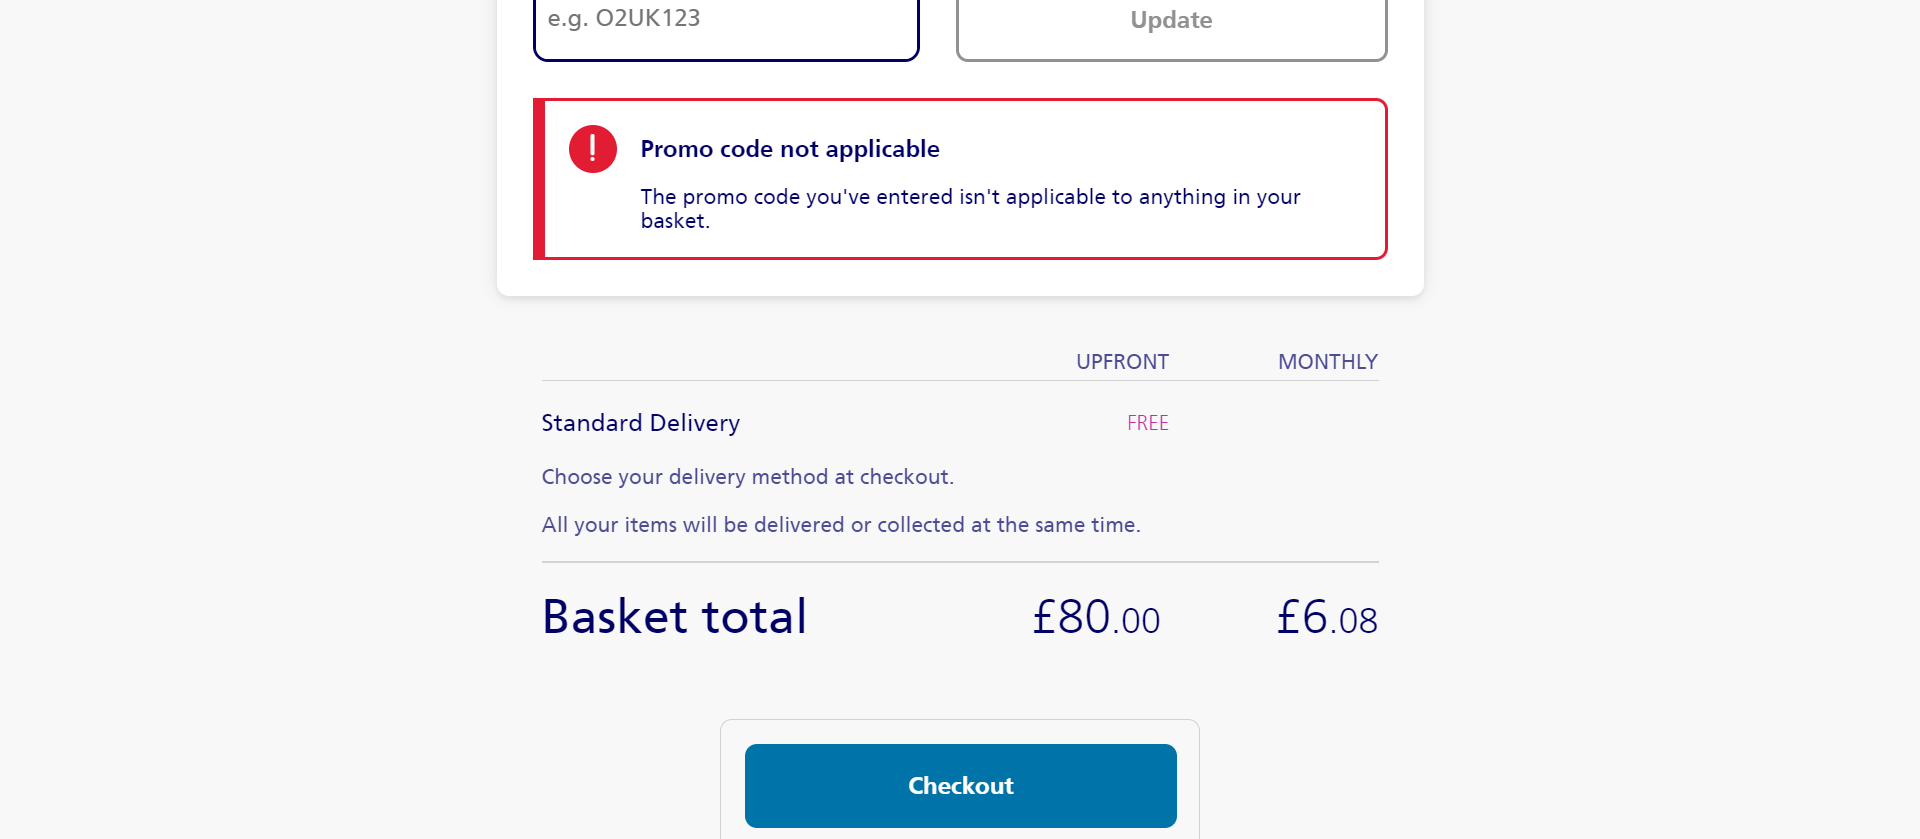 e.g. O2UK123
Update
Promo code not applicable
The promo code you've entered isn't applicable to anything in your
basket.
UPFRONT MONTHLY
Standard Delivery FREE
Choose your delivery method at checkout.
All your items will be delivered or collected at the same time.
Basket total £80.00 £6.08
Checkout